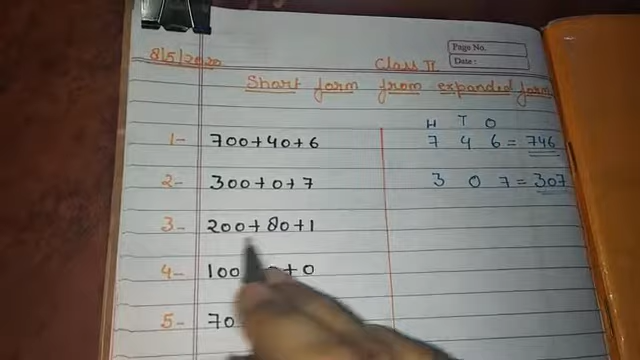 Page No.
Date :
8/5/2020
Class II
Short form from expanded form
H T O
1- 700+40+6 7 4 6 = 746
2- 300+0+7 3 0 7 = 307
3- 200+80+1
4- 100 +0
5- 70